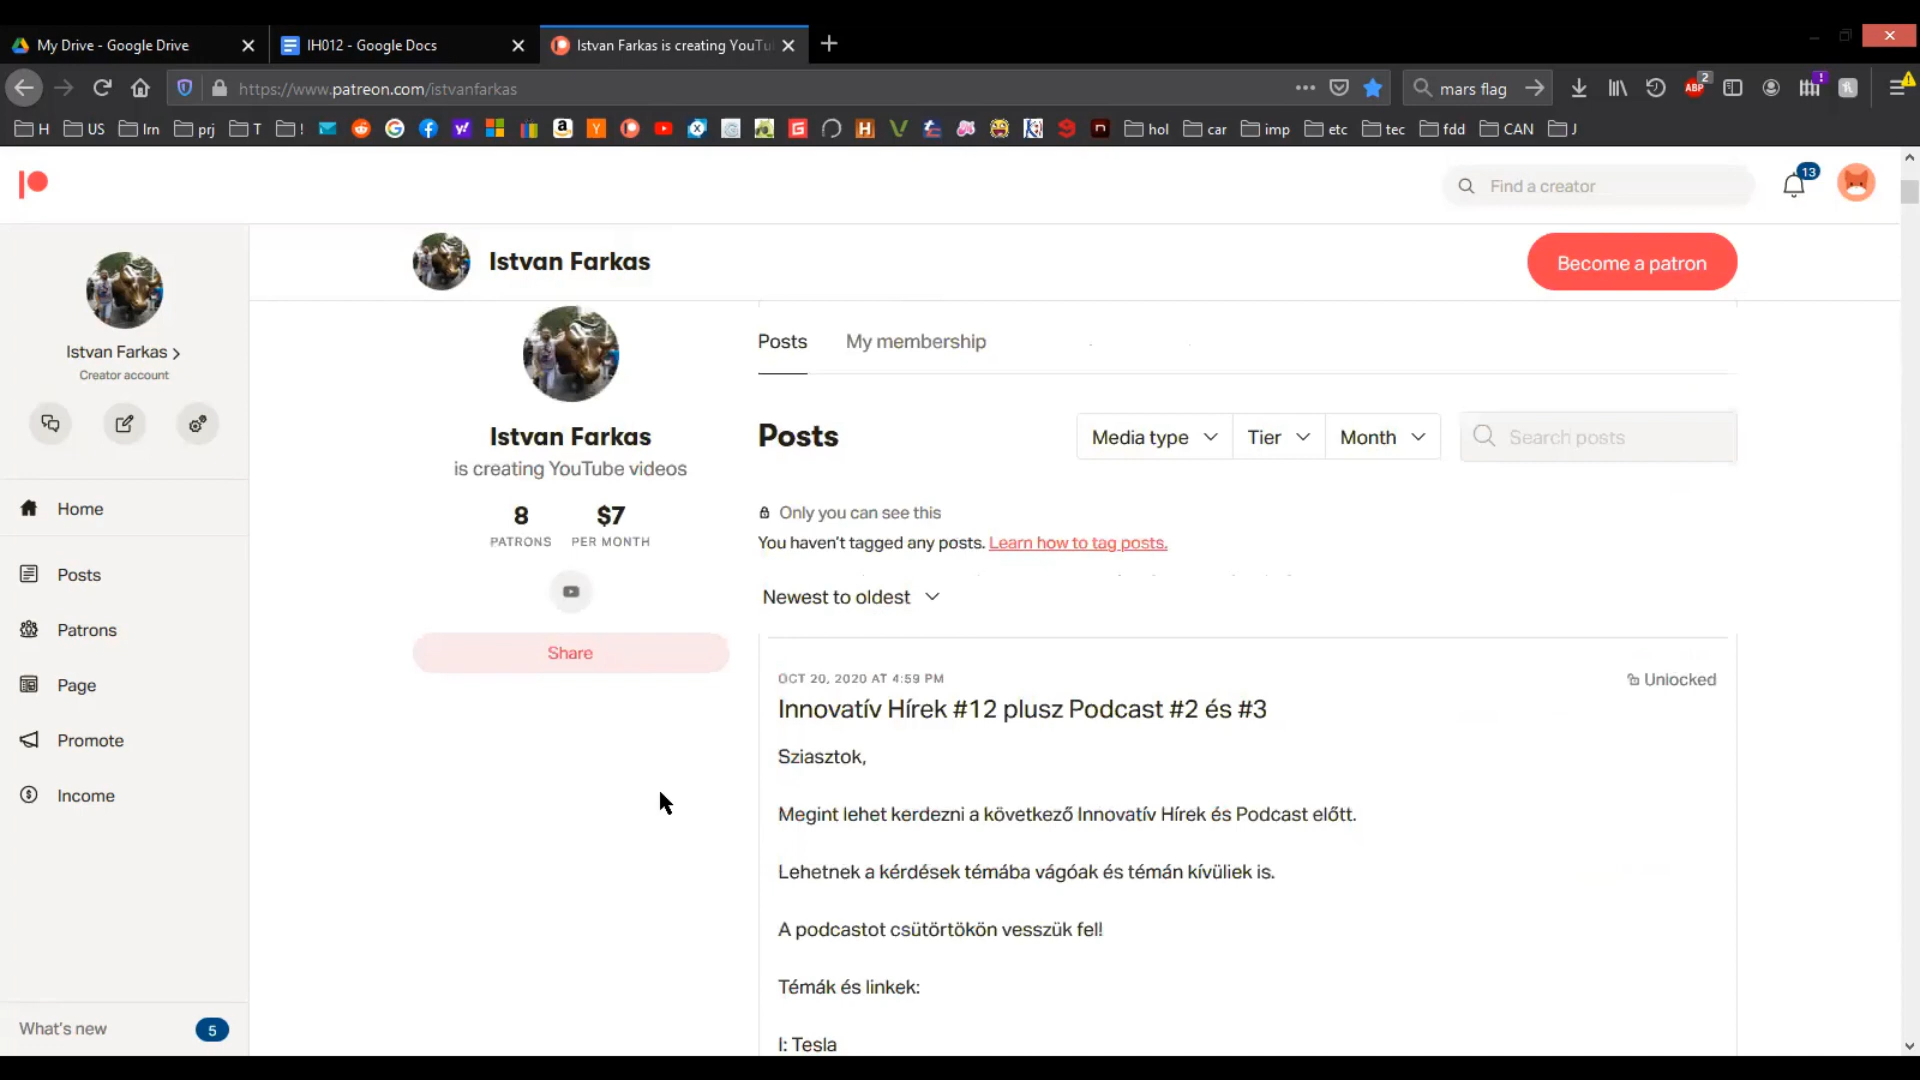 My Drive - Google Drive
IH012 - Google Docs
Istvan Farkas is creating YouTu
https://www.patreon.com/istvanfarkas
mars flag
ABP
2
!
H
US
Irn
prj
T
!
hol
car
imp
etc
tec
fdd
CAN
J
Find a creator
13
Istvan Farkas
Become a patron
Istvan Farkas
Creator account
Home
Posts
Patrons
Page
Promote
Income
What's new
5
Istvan Farkas
is creating YouTube videos
8
$7
PATRONS
PER MONTH
Share
Posts
My membership
Posts
Media type
Tier
Month
Search posts
Only you can see this
You haven't tagged any posts. Learn how to tag posts.
Newest to oldest
OCT 20, 2020 AT 4:59 PM
Unlocked
Innovatív Hírek #12 plusz Podcast #2 és #3
Sziasztok,
Megint lehet kerdezni a következő Innovatív Hírek és Podcast előtt.
Lehetnek a kérdések témába vágóak és témán kívüliek is.
A podcastot csütörtökön vesszük fel!
Témák és linkek:
I: Tesla